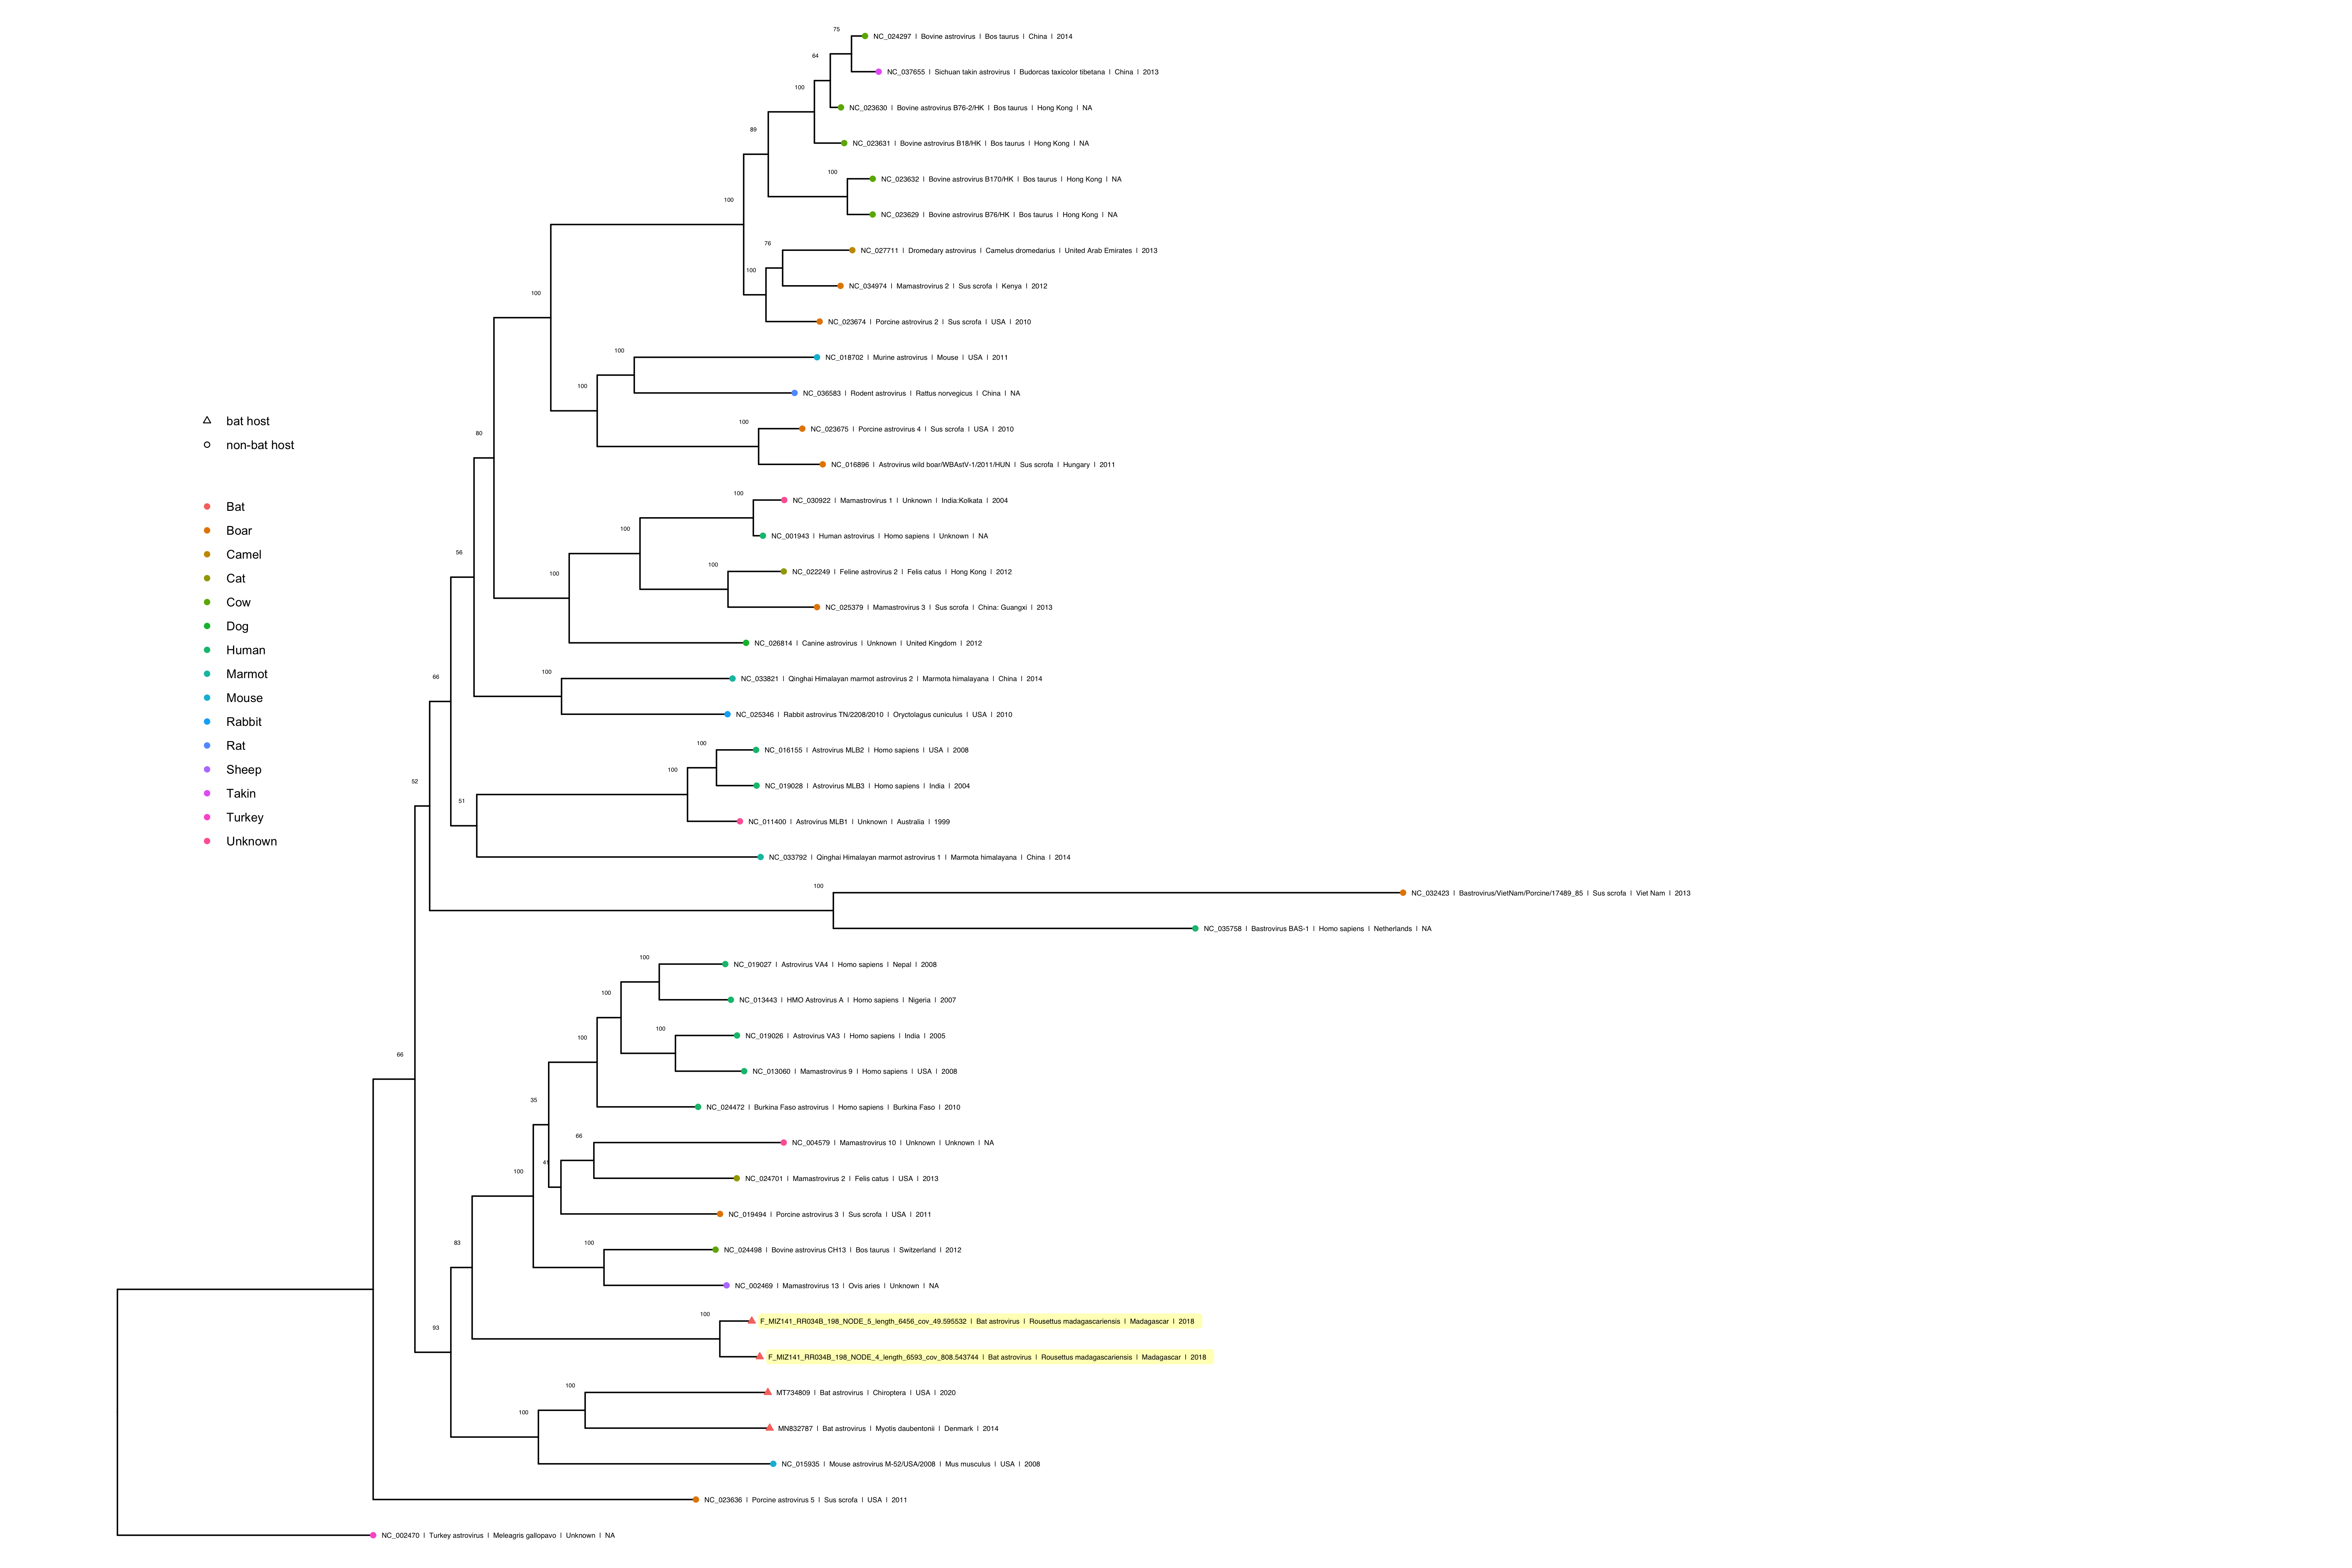 75
NC_024297 | Bovine astrovirus | Bos taurus | China | 2014
64
NC_037655 | Sichuan takin astrovirus | Budorcas taxicolor tibetana | China | 2013
100
NC_023630 | Bovine astrovirus B76-2/HK | Bos taurus | Hong Kong | NA
89
NC_023631 | Bovine astrovirus B18/HK | Bos taurus | Hong Kong | NA
100
NC_023632 | Bovine astrovirus B170/HK | Bos taurus | Hong Kong | NA
100
NC_023629 | Bovine astrovirus B76/HK | Bos taurus | Hong Kong | NA
76
NC_027711 | Dromedary astrovirus | Camelus dromedarius | United Arab Emirates | 2013
100
NC_034974 | Mamastrovirus 2 | Sus scrofa | Kenya | 2012
100
NC_023674 | Porcine astrovirus 2 | Sus scrofa | USA | 2010
100
NC_018702 | Murine astrovirus | Mouse | USA | 2011
100
NC_036583 | Rodent astrovirus | Rattus norvegicus | China | NA
100
NC_023675 | Porcine astrovirus 4 | Sus scrofa | USA | 2010
80
NC_016896 | Astrovirus wild boar/WBAstV-1/2011/HUN | Sus scrofa | Hungary | 2011
100
NC_030922 | Mamastrovirus 1 | Unknown | India:Kolkata | 2004
100
NC_001943 | Human astrovirus | Homo sapiens | Unknown | NA
56
100
NC_022249 | Feline astrovirus 2 | Felis catus | Hong Kong | 2012
100
NC_025379 | Mamastrovirus 3 | Sus scrofa | China: Guangxi | 2013
NC_026814 | Canine astrovirus | Unknown | United Kingdom | 2012
66
100
NC_033821 | Qinghai Himalayan marmot astrovirus 2 | Marmota himalayana | China | 2014
NC_025346 | Rabbit astrovirus TN/2208/2010 | Oryctolagus cuniculus | USA | 2010
100
NC_016155 | Astrovirus MLB2 | Homo sapiens | USA | 2008
100
52
NC_019028 | Astrovirus MLB3 | Homo sapiens | India | 2004
51
NC_011400 | Astrovirus MLB1 | Unknown | Australia | 1999
NC_033792 | Qinghai Himalayan marmot astrovirus 1 | Marmota himalayana | China | 2014
100
NC_032423 | Bastrovirus/VietNam/Porcine/17489_85 | Sus scrofa | Viet Nam | 2013
NC_035758 | Bastrovirus BAS-1 | Homo sapiens | Netherlands | NA
100
NC_019027 | Astrovirus VA4 | Homo sapiens | Nepal | 2008
100
NC_013443 | HMO Astrovirus A | Homo sapiens | Nigeria | 2007
100
100
NC_019026 | Astrovirus VA3 | Homo sapiens | India | 2005
66
NC_013060 | Mamastrovirus 9 | Homo sapiens | USA | 2008
35
NC_024472 | Burkina Faso astrovirus | Homo sapiens | Burkina Faso | 2010
66
NC_004579 | Mamastrovirus 10 | Unknown | Unknown | NA
41
100
NC_024701 | Mamastrovirus 2 | Felis catus | USA | 2013
NC_019494 | Porcine astrovirus 3 | Sus scrofa | USA | 2011
83
100
NC_024498 | Bovine astrovirus CH13 | Bos taurus | Switzerland | 2012
NC_002469 | Mamastrovirus 13 | Ovis aries | Unknown | NA
93
100
F_MIZ141_RR034B_198_NODE_5_length_6456_cov_49.595532 | Bat astrovirus | Rousettus madagascariensis | Madagascar | 2018
F_MIZ141_RR034B_198_NODE_4_length_6593_cov_808.543744 | Bat astrovirus | Rousettus madagascariensis | Madagascar | 2018
100
MT734809 | Bat astrovirus | Chiroptera | USA | 2020
100
MN832787 | Bat astrovirus | Myotis daubentonii | Denmark | 2014
NC_015935 | Mouse astrovirus M-52/USA/2008 | Mus musculus | USA | 2008
NC_023636 | Porcine astrovirus 5 | Sus scrofa | USA | 2011
NC_002470 | Turkey astrovirus | Meleagris gallopavo | Unknown | NA
bat host
non-bat host
Bat
Boar
Camel
Cat
Cow
Dog
Human
Marmot
Mouse
Rabbit
Rat
Sheep
Takin
Turkey
Unknown